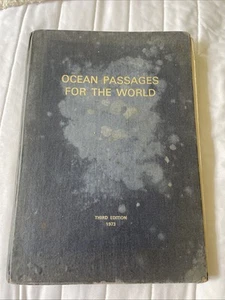 OCEAN PASSAGES
FOR THE WORLD
THIRD EDITION
1973